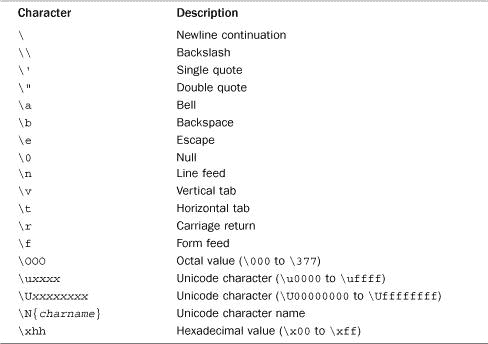 Character Description
\ Newline continuation
\\ Backslash
\' Single quote
\" Double quote
\a Bell
\b Backspace
\e Escape
\0 Null
\n Line feed
\v Vertical tab
\t Horizontal tab
\r Carriage return
\f Form feed
\OOO Octal value (\000 to \377)
\uxxxx Unicode character (\u0000 to \uffff)
\Uxxxxxxxx Unicode character (\U00000000 to \Uffffffff)
\N{charname} Unicode character name
\xhh Hexadecimal value (\x00 to \xff)